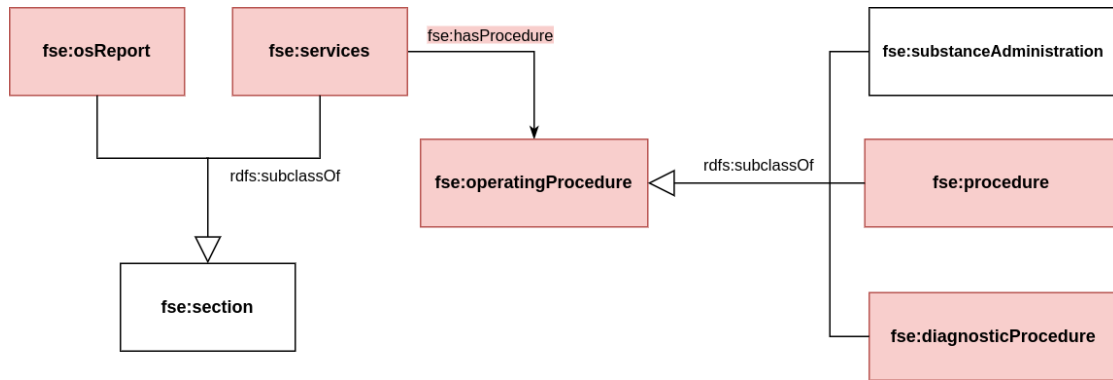 fse:osReport
fse:services
fse:hasProcedure
fse:substanceAdministration
rdfs:subclassOf
fse:operatingProcedure
rdfs:subclassOf
fse:procedure
fse:section
fse:diagnosticProcedure